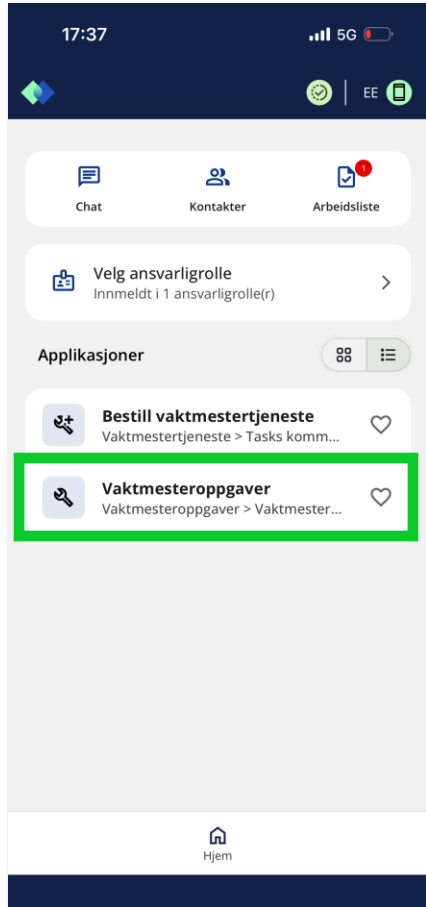 17:37
5G
EE
1
Chat
Kontakter
Arbeidsliste
Velg ansvarligrolle
Innmeldt i 1 ansvarligrolle(r)
Applikasjoner
Bestill vaktmestertjeneste
Vaktmestertjeneste > Tasks komm...
Vaktmesteroppgaver
Vaktmesteroppgaver > Vaktmester...
Hjem